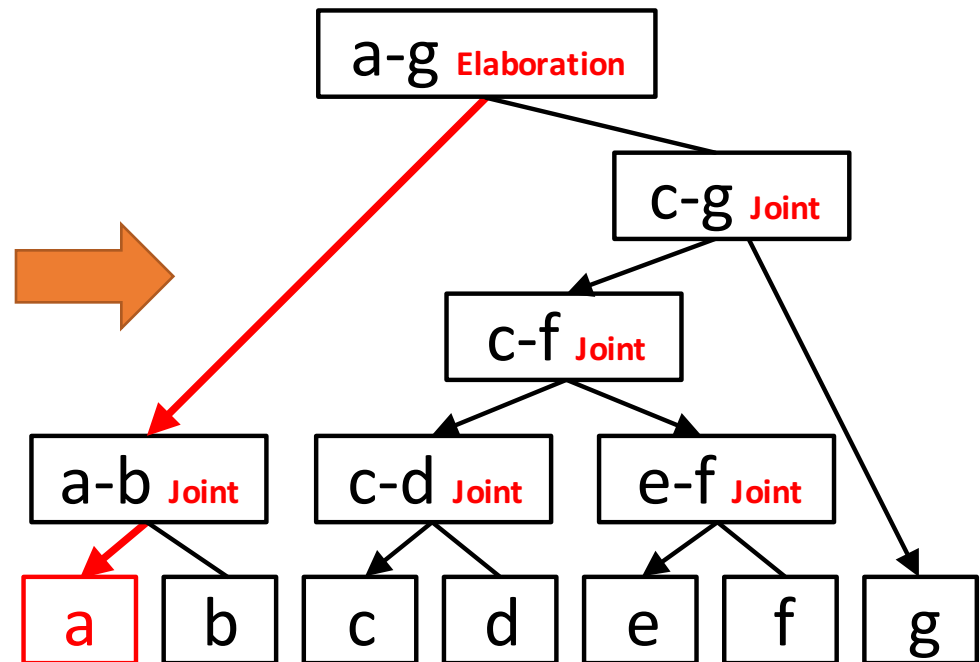 a-g Elaboration
c-g Joint
c-f Joint
a-b Joint
c-d Joint
e-f Joint
a
b
c
d
e
f
g